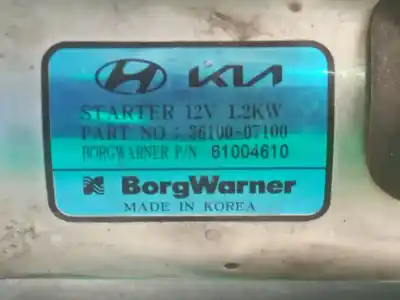 KIA
STARTER 12V 1.2KW
PART NO : 36100-07100
BORGWARNER P/N 61004610
BorgWarner
MADE IN KOREA